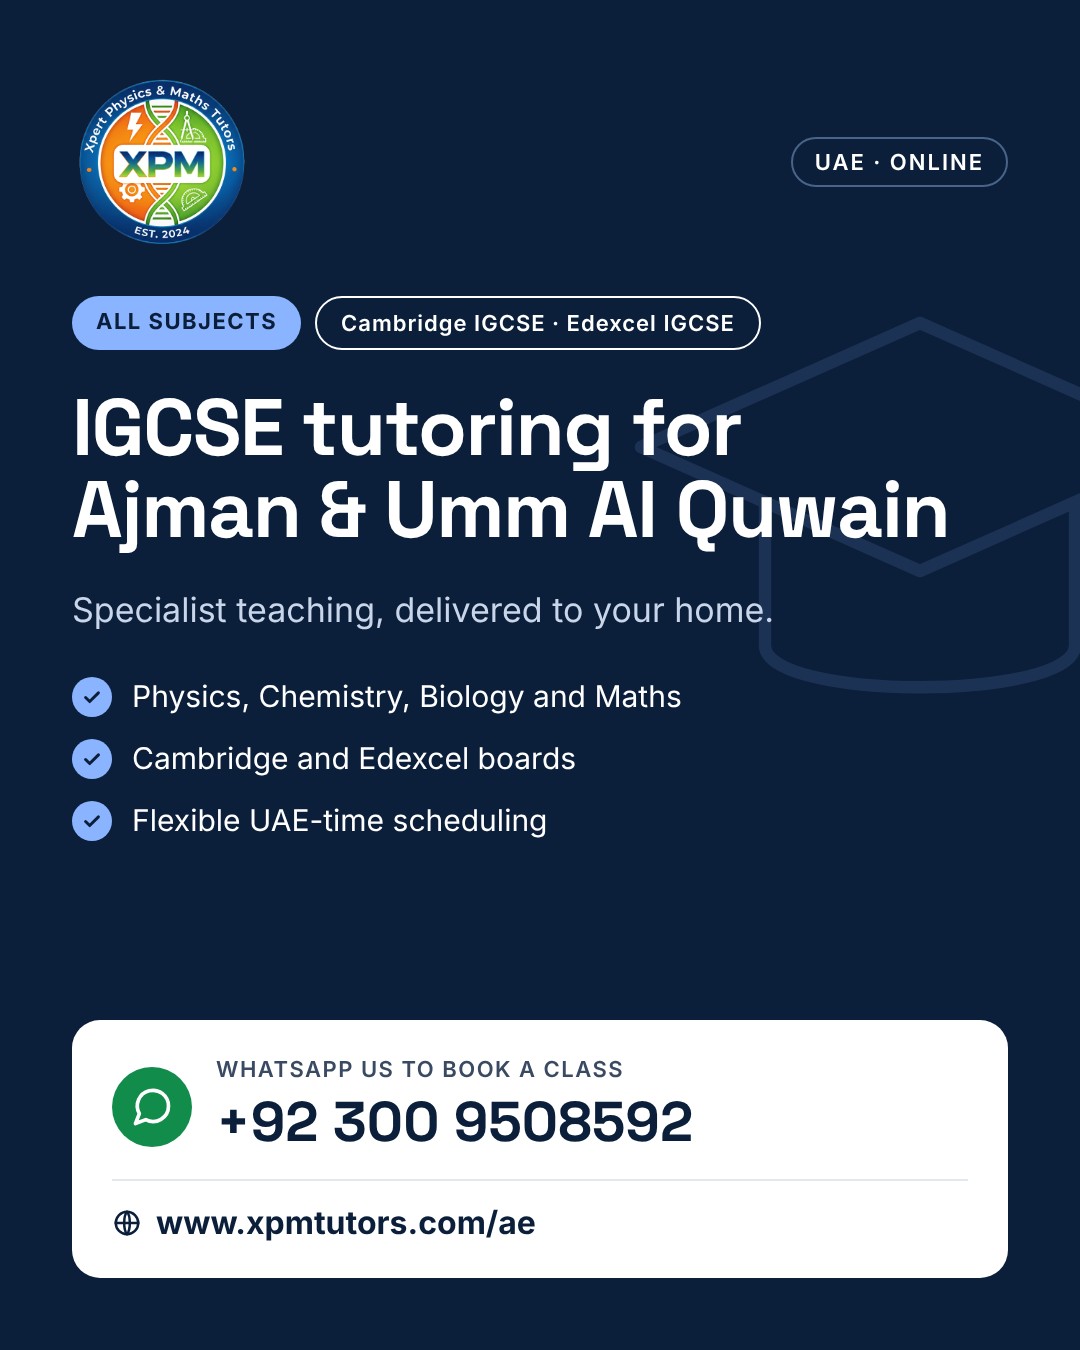 Xpert Physics & Maths Tutors
XPM
EST. 2024
UAE · ONLINE
ALL SUBJECTS
Cambridge IGCSE · Edexcel IGCSE
IGCSE tutoring for
Ajman & Umm Al Quwain
Specialist teaching, delivered to your home.
Physics, Chemistry, Biology and Maths
Cambridge and Edexcel boards
Flexible UAE-time scheduling
WHATSAPP US TO BOOK A CLASS
+92 300 9508592
www.xpmtutors.com/ae